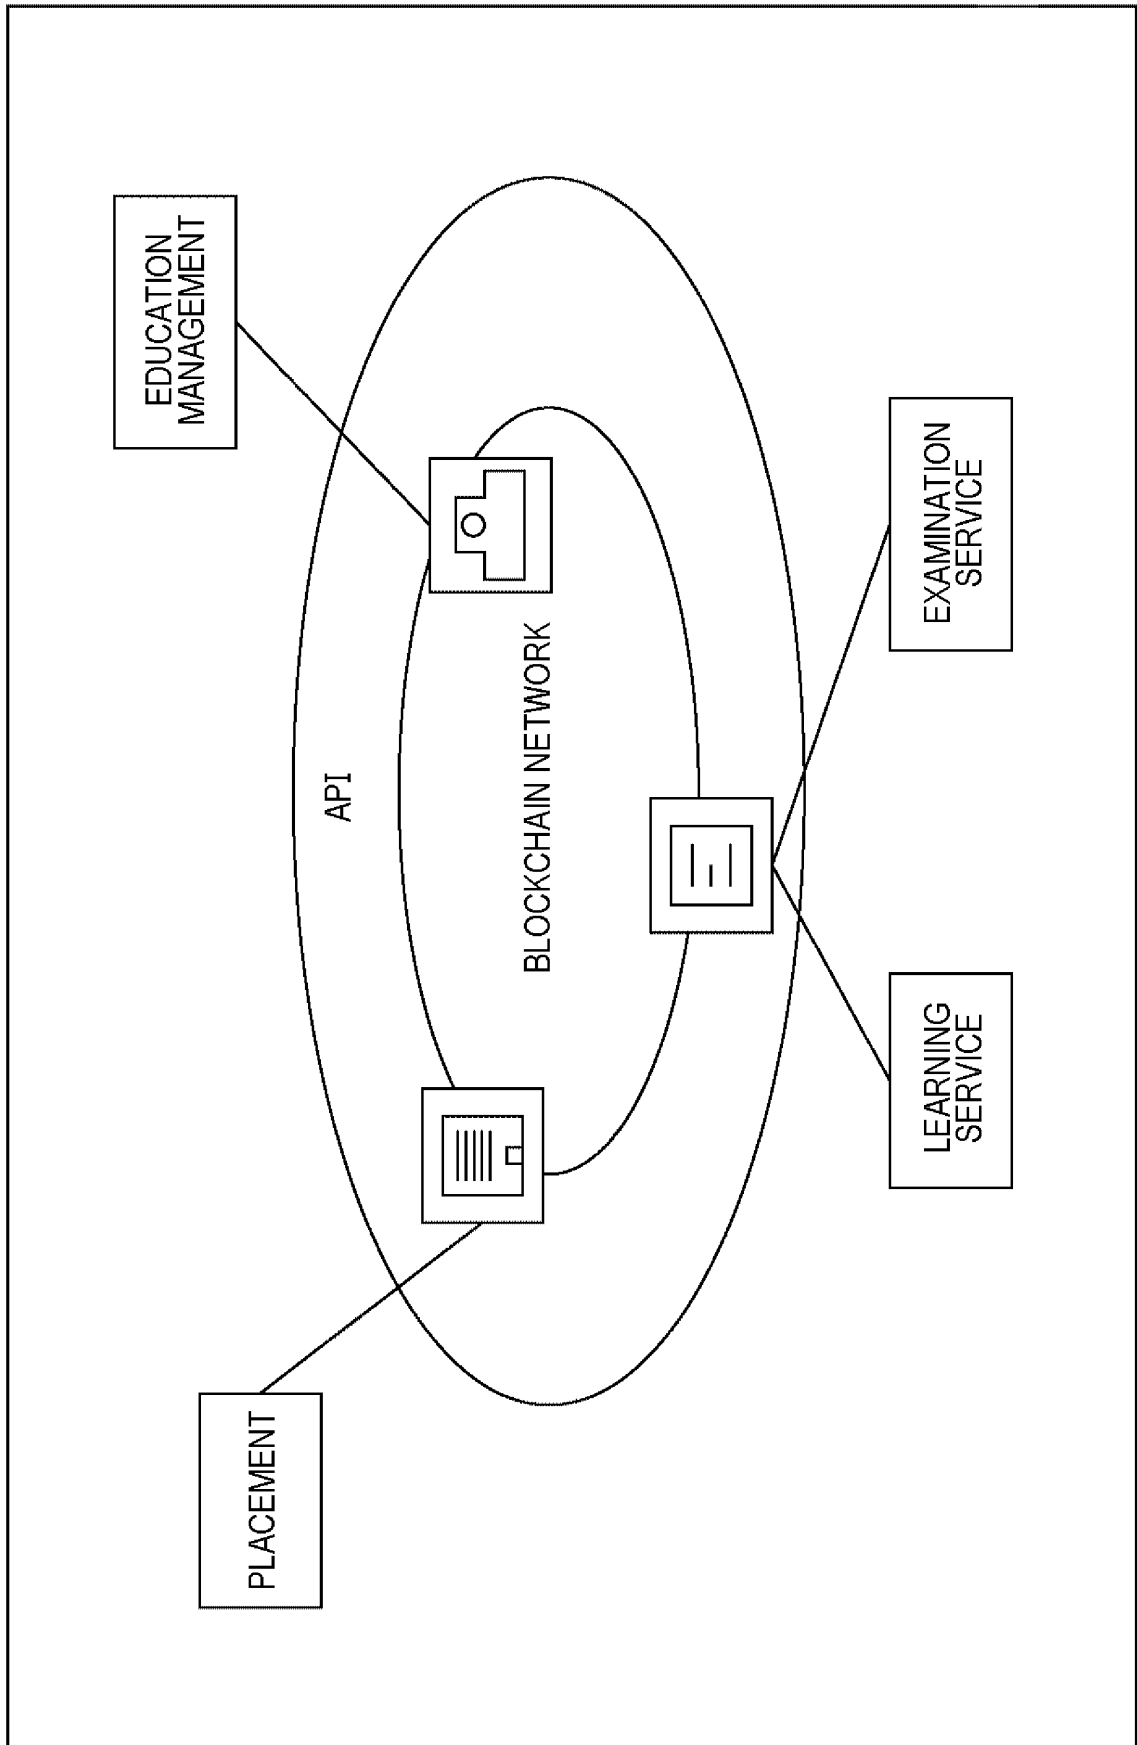 EDUCATION
MANAGEMENT
API
PLACEMENT
BLOCKCHAIN NETWORK
LEARNING
SERVICE
EXAMINATION
SERVICE